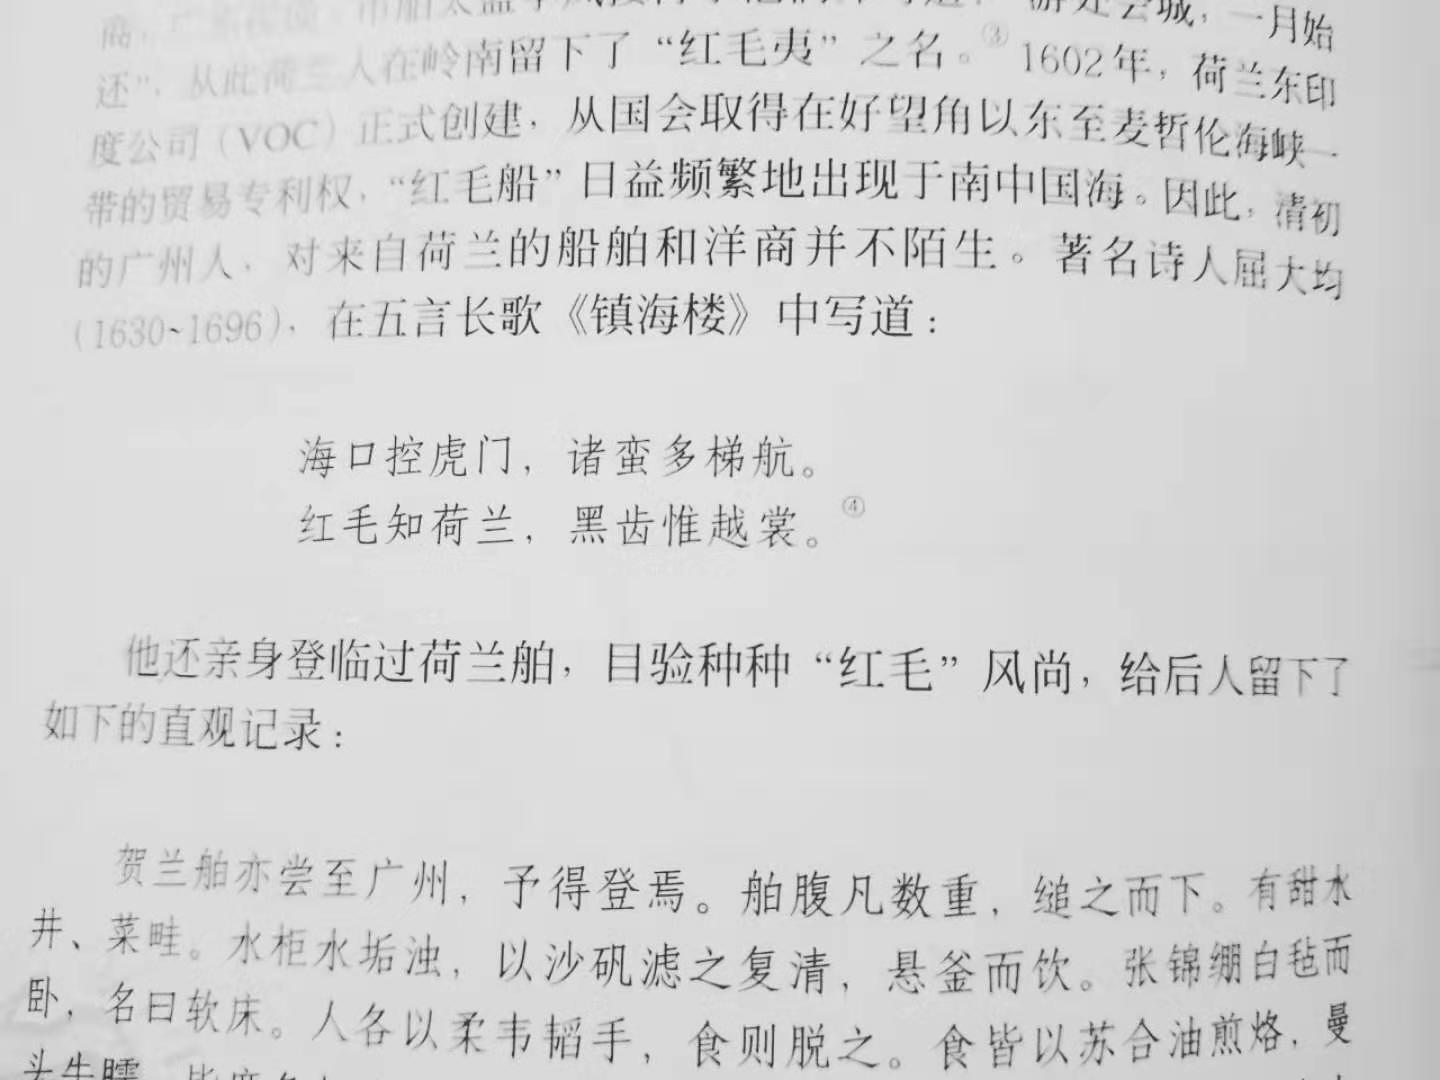 游处会城，一月始
还”，从此荷兰人在岭南留下了“红毛夷”之名。③ 1602年，荷兰东印
度公司（VOC）正式创建，从国会取得在好望角以东至麦哲伦海峡一
带的贸易专利权，“红毛船”日益频繁地出现于南中国海。因此，清初
的广州人，对来自荷兰的船舶和洋商并不陌生。著名诗人屈大均
（1630~1696），在五言长歌《镇海楼》中写道：
海口控虎门，诸蛮多梯航。
红毛知荷兰，黑齿惟越裳。④
他还亲身登临过荷兰舶，目验种种“红毛”风尚，给后人留下了
如下的直观记录：
贺兰舶亦尝至广州，予得登焉。舶腹凡数重，缒之而下。有甜水
井、菜畦。水柜水垢浊，以沙矾滤之复清，悬釜而饮。张锦绷白毡而
卧，名曰软床。人各以柔韦韬手，食则脱之。食皆以苏合油煎烙，曼
头牛臑